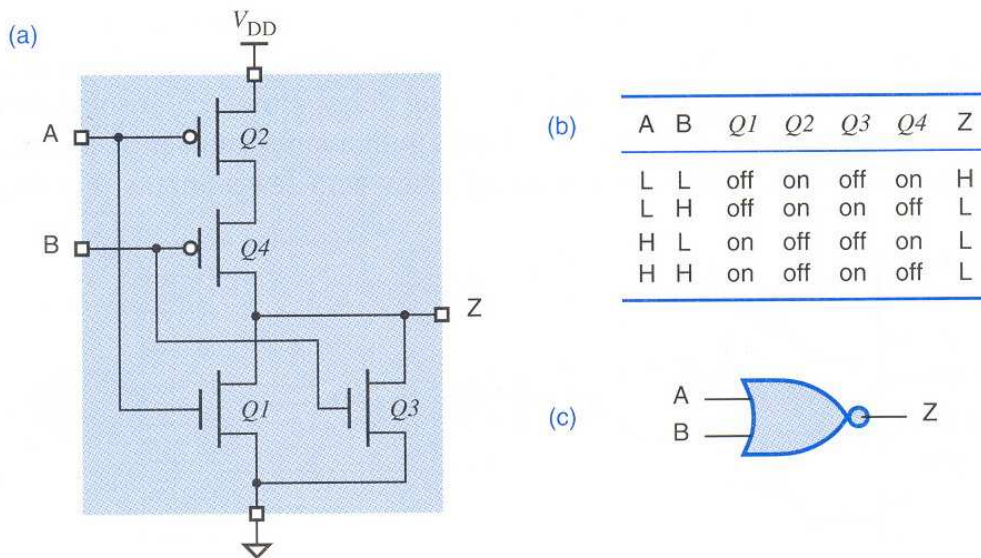 (a)
V_DD
A
Q2
B
Q4
Z
Q1
Q3
(b)
A B Q1 Q2 Q3 Q4 Z
L L off on off on H
L H off on on off L
H L on off off on L
H H on off on off L
(c)
A
B
Z